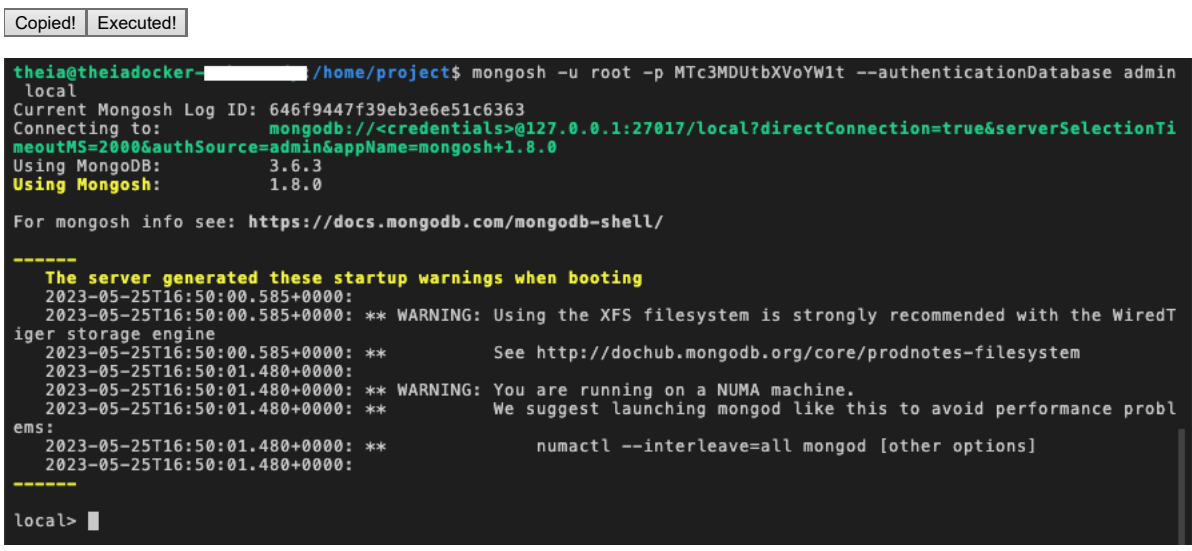 Copied! Executed!
theia@theiadocker- :/home/project$ mongosh -u root -p MTc3MDUtbXVoYW1t --authenticationDatabase admin
local
Current Mongosh Log ID: 646f9447f39eb3e6e51c6363
Connecting to: mongodb://<credentials>@127.0.0.1:27017/local?directConnection=true&serverSelectionTi
meoutMS=2000&authSource=admin&appName=mongosh+1.8.0
Using MongoDB: 3.6.3
Using Mongosh: 1.8.0
For mongosh info see: https://docs.mongodb.com/mongodb-shell/
------
The server generated these startup warnings when booting
2023-05-25T16:50:00.585+0000:
2023-05-25T16:50:00.585+0000: ** WARNING: Using the XFS filesystem is strongly recommended with the WiredT
iger storage engine
2023-05-25T16:50:00.585+0000: ** See http://dochub.mongodb.org/core/prodnotes-filesystem
2023-05-25T16:50:01.480+0000:
2023-05-25T16:50:01.480+0000: ** WARNING: You are running on a NUMA machine.
2023-05-25T16:50:01.480+0000: ** We suggest launching mongod like this to avoid performance probl
ems:
2023-05-25T16:50:01.480+0000: ** numactl --interleave=all mongod [other options]
2023-05-25T16:50:01.480+0000:
------
local>